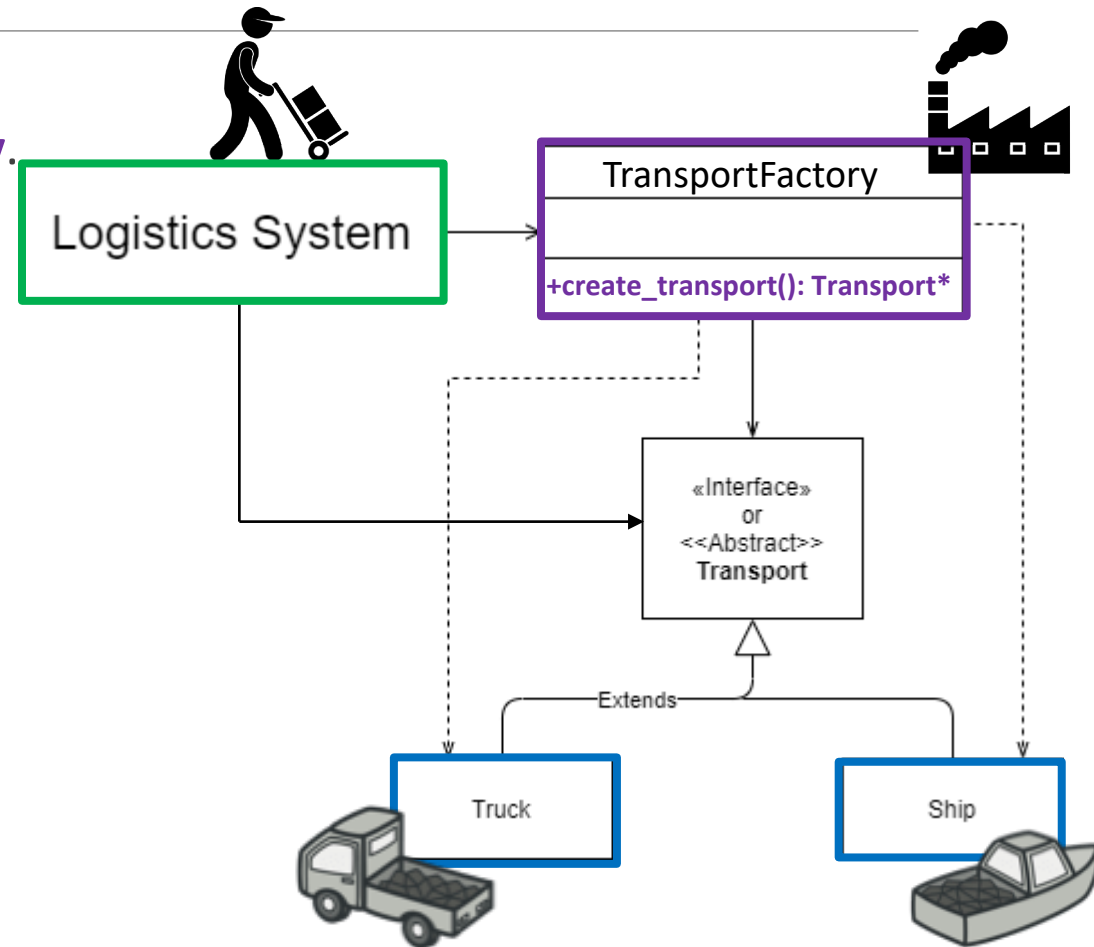 .
TransportFactory
Logistics System
+create_transport(): Transport*
«Interface»
or
<<Abstract>>
Transport
Extends
Truck
Ship